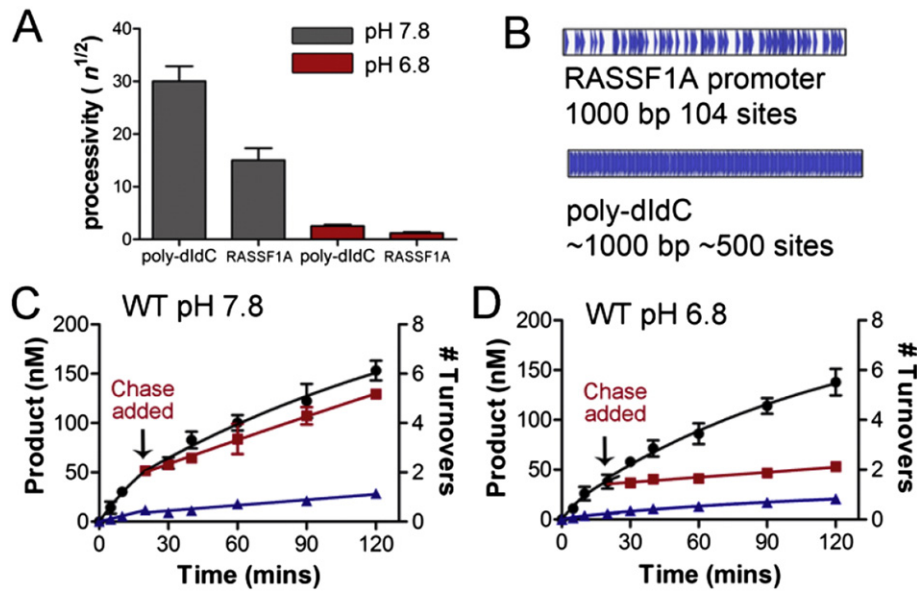 A
processivity ( n^1/2)
40
30
20
10
0
pH 7.8
pH 6.8
poly-dIdC
RASSF1A
poly-dIdC
RASSF1A
B
RASSF1A promoter
1000 bp 104 sites
poly-dIdC
~1000 bp ~500 sites
C
WT pH 7.8
Product (nM)
200
150
100
50
0
Chase
added
8
6
4
2
0
# Turnovers
0
30
60
90
120
Time (mins)
D
WT pH 6.8
Product (nM)
200
150
100
50
0
Chase
added
8
6
4
2
0
# Turnovers
0
30
60
90
120
Time (mins)